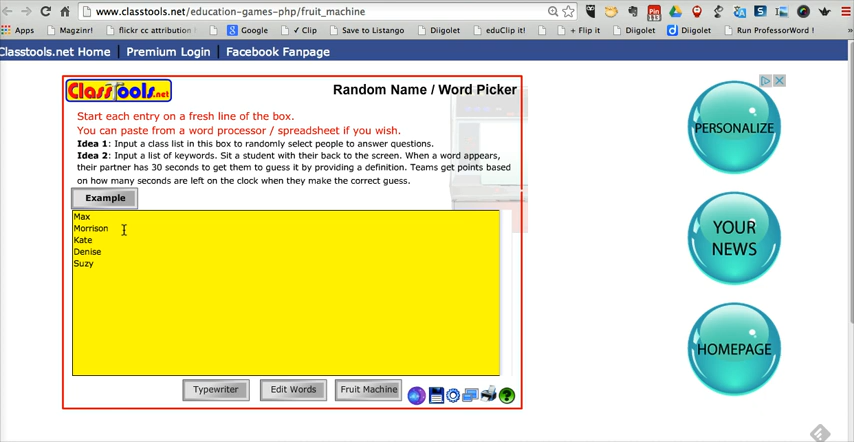 www.classtools.net/education-games-php/fruit_machine
Apps Magzinr! flickr cc attribution Google ✓ Clip Save to Listango Diigolet eduClip it! + Flip it Diigolet Diigolet Run ProfessorWord !
Classtools.net Home | Premium Login | Facebook Fanpage
ClassTools.net
Random Name / Word Picker
Start each entry on a fresh line of the box.
You can paste from a word processor / spreadsheet if you wish.
Idea 1: Input a class list in this box to randomly select people to answer questions.
Idea 2: Input a list of keywords. Sit a student with their back to the screen. When a word appears,
their partner has 30 seconds to get them to guess it by providing a definition. Teams get points based
on how many seconds are left on the clock when they make the correct guess.
Example
Max
Morrison
Kate
Denise
Suzy
Typewriter Edit Words Fruit Machine ?
PERSONALIZE
YOUR
NEWS
HOMEPAGE